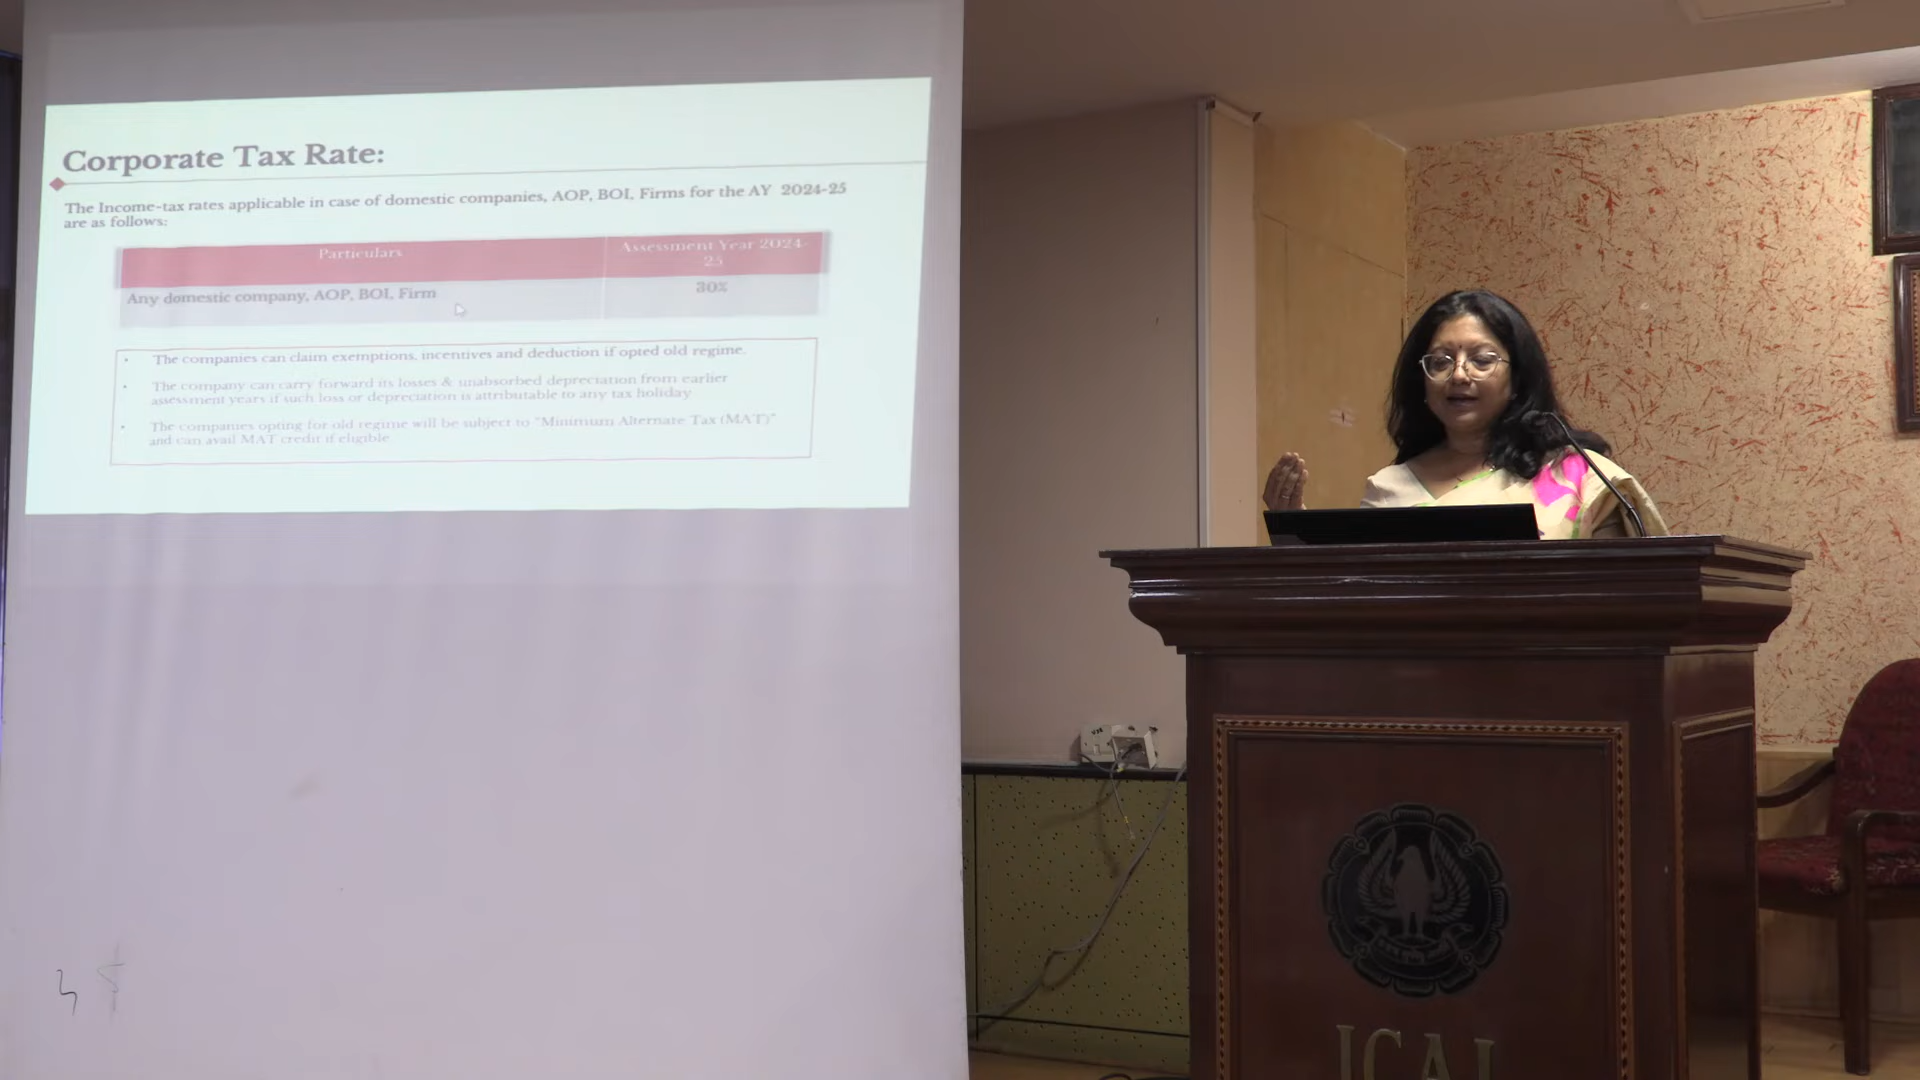 Corporate Tax Rate:
The Income-tax rates applicable in case of domestic companies, AOP, BOI, Firms for the AY 2024-25
are as follows:
Particulars
Assessment Year 2024-
25
Any domestic company, AOP, BOI, Firm
30%
• The companies can claim exemptions, incentives and deduction if opted old regime.
• The company can carry forward its losses & unabsorbed depreciation from earlier
assessment years if such loss or depreciation is attributable to any tax holiday
• The companies opting for old regime will be subject to "Minimum Alternate Tax (MAT)"
and can avail MAT credit if eligible.
ICAI